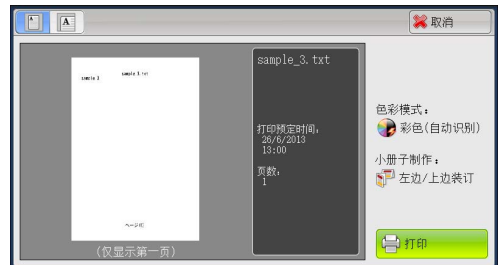 A
取消
sample 3
sample 3.txt
(仅显示第一页)
sample_3.txt
打印预定时间:
26/6/2013
13:00
页数:
1
色彩模式:
彩色(自动识别)
小册子制作:
左边/上边装订
打印